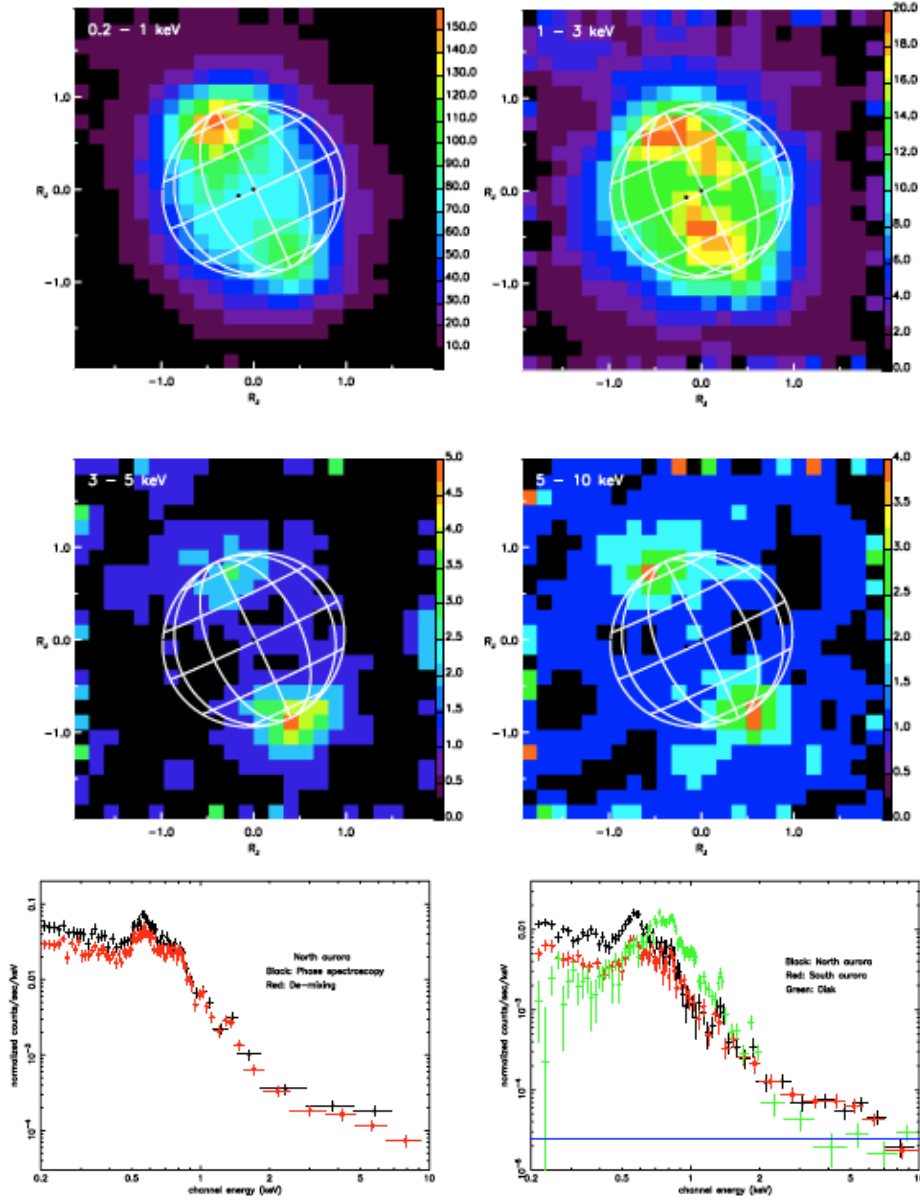 0.2 – 1 keV
150.0
140.0
130.0
120.0
110.0
100.0
90.0
80.0
70.0
60.0
50.0
40.0
30.0
20.0
10.0
1.0
0.0
−1.0
R_J
−1.0 0.0 1.0
R_J
1 – 3 keV
20.0
18.0
16.0
14.0
12.0
10.0
8.0
6.0
4.0
2.0
0.0
1.0
R_J 0.0
−1.0
−1.0 0.0 1.0
R_J
3 – 5 keV
5.0
4.5
4.0
3.5
3.0
2.5
2.0
1.5
1.0
0.5
0.0
1.0
R_J 0.0
−1.0
−1.0 0.0 1.0
R_J
5 – 10 keV
4.0
3.5
3.0
2.5
2.0
1.5
1.0
0.5
0.0
1.0
R_J 0.0
−1.0
−1.0 0.0 1.0
R_J
normalized counts/sec/keV
0.1
0.01
10⁻³
10⁻⁴
North aurora
Black: Phase spectroscopy
Red: De−mixing
0.2 0.5 1 2 5 10
channel energy (keV)
normalized counts/sec/keV
0.01
10⁻³
10⁻⁴
10⁻⁵
Black: North aurora
Red: South aurora
Green: Disk
0.2 0.5 1 2 5 10
channel energy (keV)